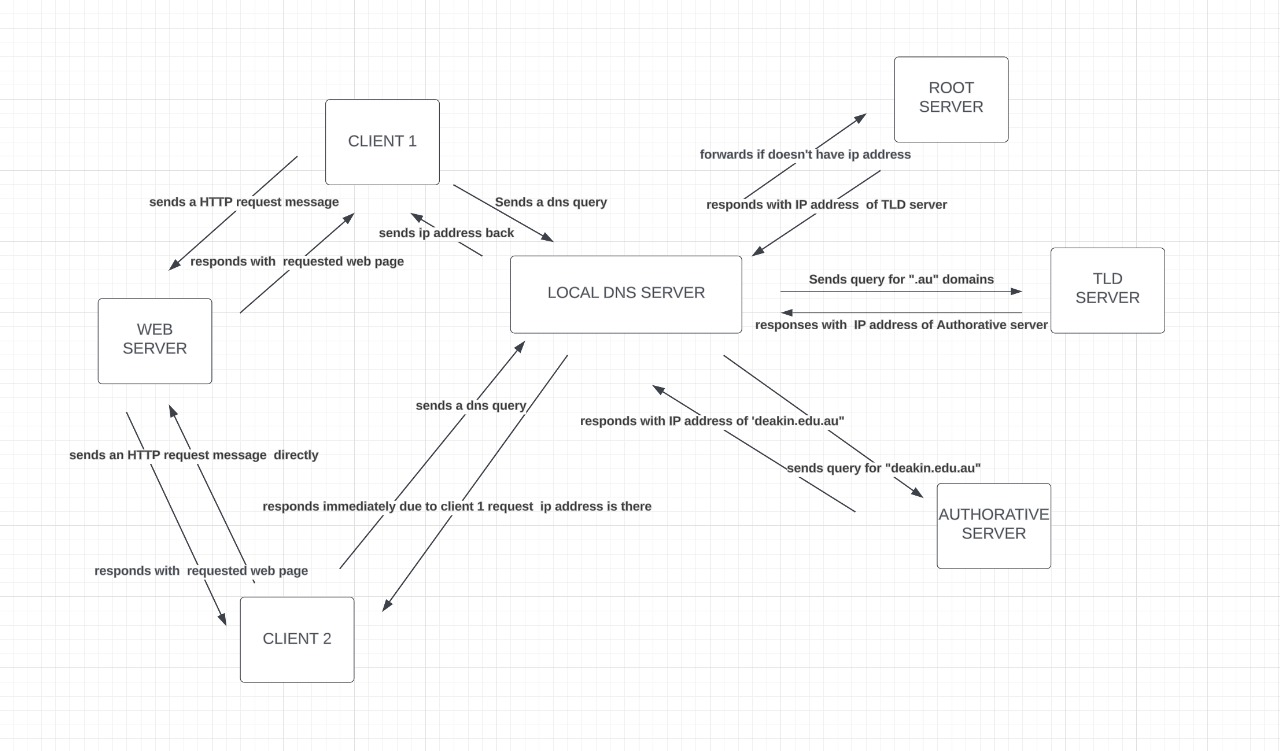 ROOT
SERVER
CLIENT 1
forwards if doesn't have ip address
sends a HTTP request message
Sends a dns query
responds with IP address  of TLD server
sends ip address back
responds with  requested web page
Sends query for ".au" domains
TLD
SERVER
LOCAL DNS SERVER
WEB
SERVER
responses with  IP address of Authorative server
sends a dns query
responds with IP address of 'deakin.edu.au"
sends an HTTP request message  directly
sends query for "deakin.edu.au"
responds immediately due to client 1 request  ip address is there
AUTHORATIVE
SERVER
responds with  requested web page
CLIENT 2